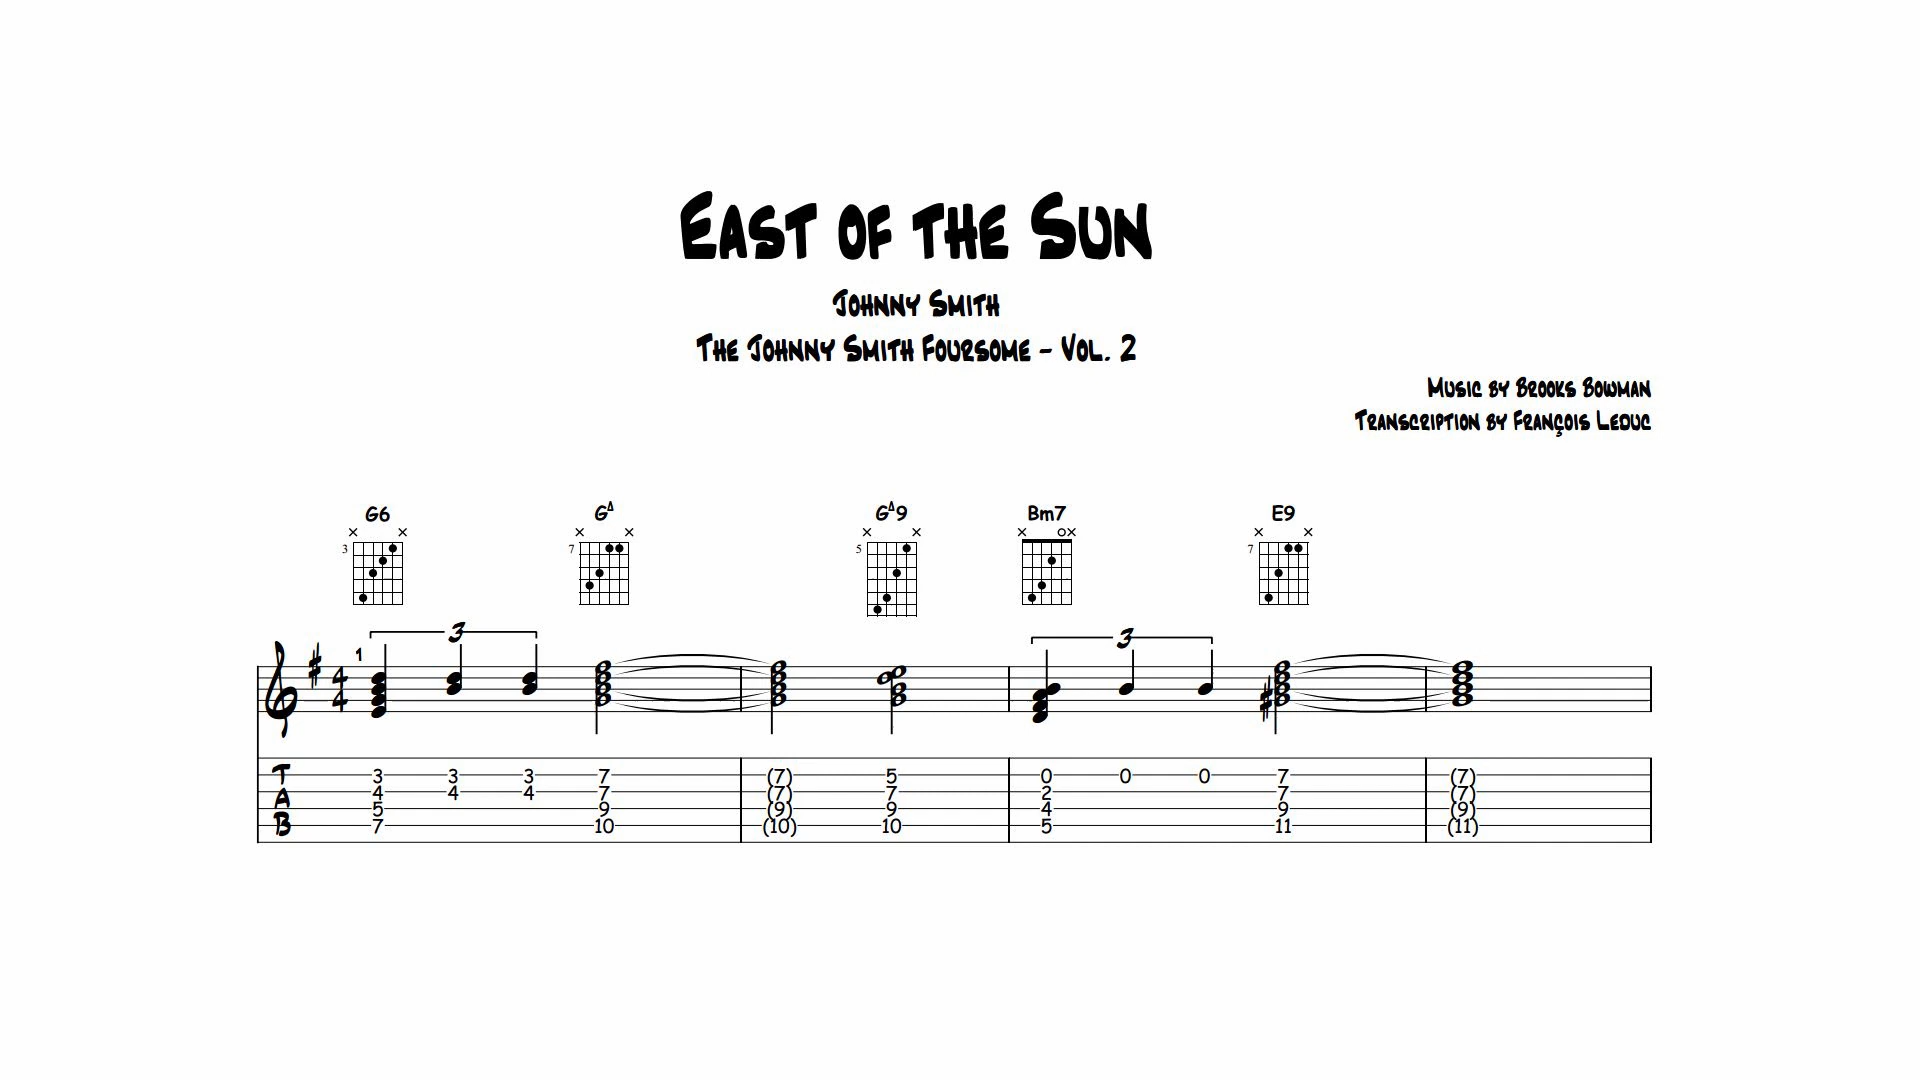 East of the Sun
Johnny Smith
The Johnny Smith Foursome - Vol. 2
Music by Brooks Bowman
Transcription by François Leduc
G6 GΔ GΔ9 Bm7 E9
x x x x x x x o x x x
3 7 5 7
3 3
1
4
4
T 3 3 3 7 (7) 5 0 0 0 7 (7)
A 4 4 4 7 (7) 7 2 7 (7)
5 9 (9) 9 4 9 (9)
B 7 10 (10) 10 5 11 (11)